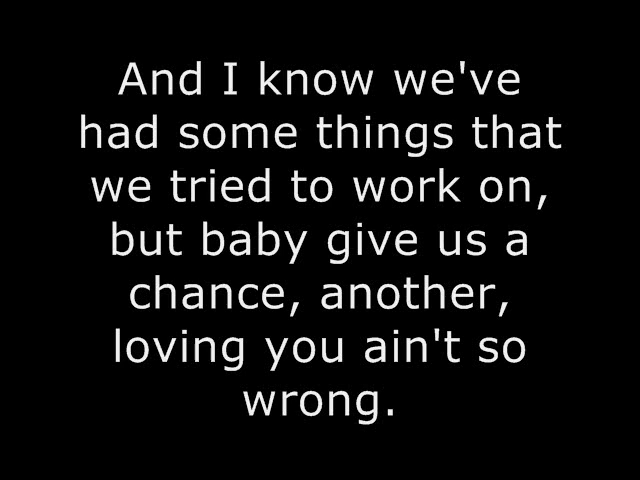 And I know we've
had some things that
we tried to work on,
but baby give us a
chance, another,
loving you ain't so
wrong.